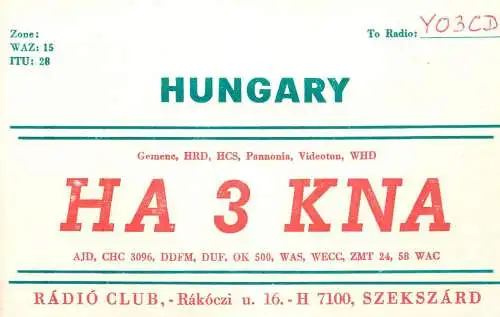 Zone:
WAZ: 15
ITU: 28
To Radio: YO3CD
HUNGARY
Gemenc, HRD, HCS, Pannonia, Videoton, WHD
HA 3 KNA
AJD, CHC 3096, DDFM, DUF, OK 500, WAS, WECC, ZMT 24, 58 WAC
RÁDIÓ CLUB, - Rákóczi u. 16. - H 7100, SZEKSZÁRD